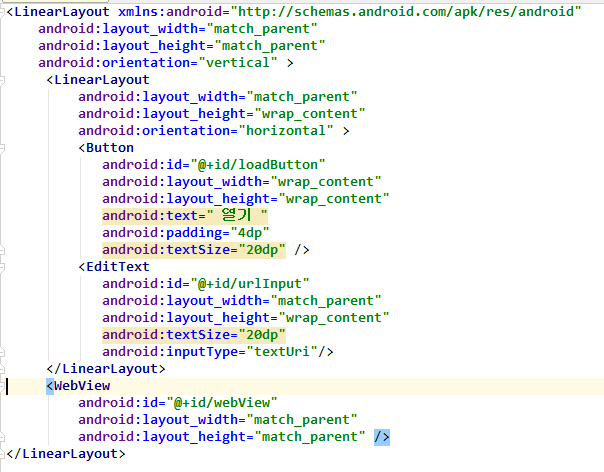 <LinearLayout xmlns:android="http://schemas.android.com/apk/res/android"
    android:layout_width="match_parent"
    android:layout_height="match_parent"
    android:orientation="vertical" >
    <LinearLayout
        android:layout_width="match_parent"
        android:layout_height="wrap_content"
        android:orientation="horizontal" >
        <Button
            android:id="@+id/loadButton"
            android:layout_width="wrap_content"
            android:layout_height="wrap_content"
            android:text=" 열기 "
            android:padding="4dp"
            android:textSize="20dp" />
        <EditText
            android:id="@+id/urlInput"
            android:layout_width="match_parent"
            android:layout_height="wrap_content"
            android:textSize="20dp"
            android:inputType="textUri"/>
    </LinearLayout>
    <WebView
        android:id="@+id/webView"
        android:layout_width="match_parent"
        android:layout_height="match_parent" />
</LinearLayout>